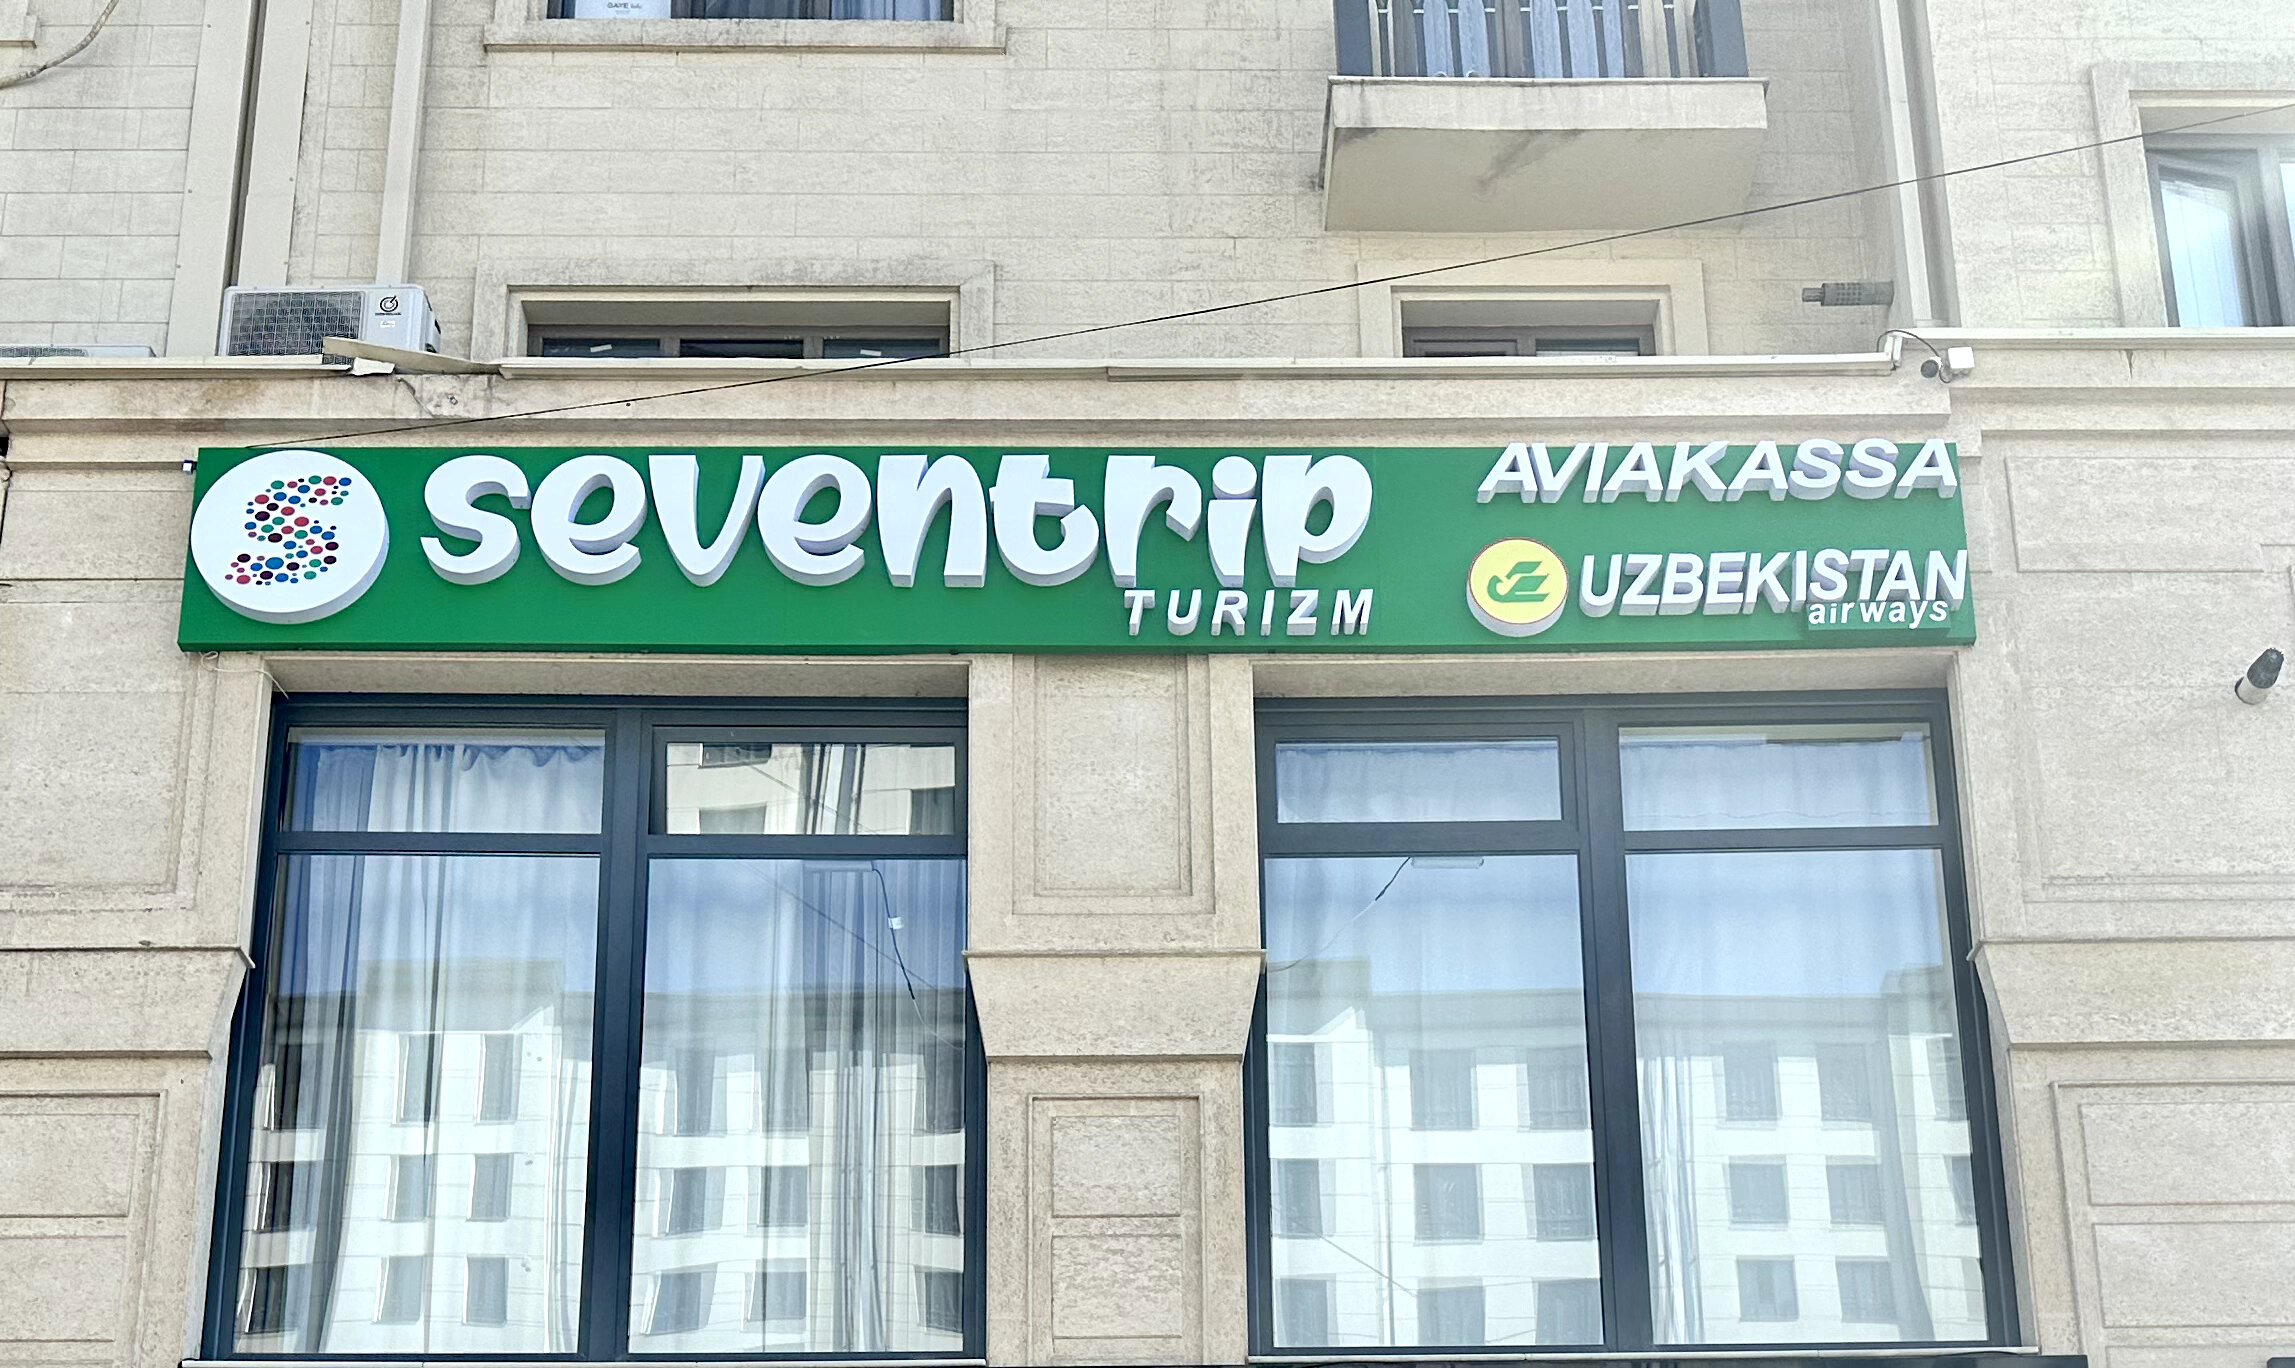 seventrip
TURIZM
AVIAKASSA
UZBEKISTAN
airways